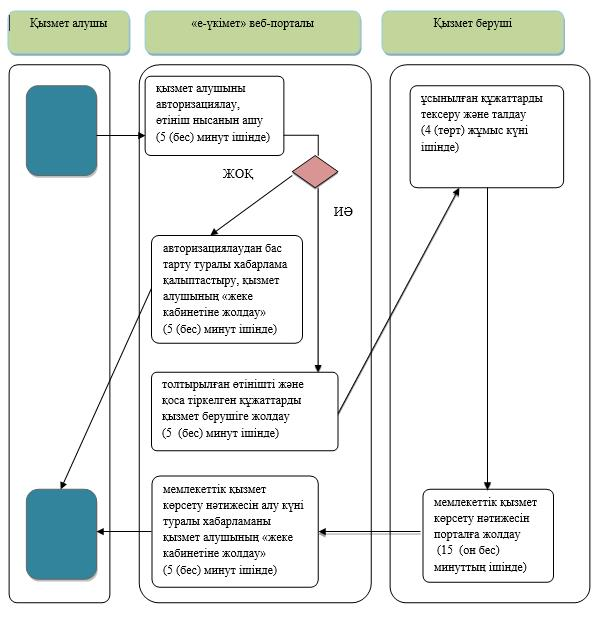 Қызмет алушы
«е-үкімет» веб-порталы
Қызмет беруші
қызмет алушыны
авторизациялау,
өтініш нысанын ашу
(5 (бес) минут ішінде)
ұсынылған құжаттарды
тексеру және талдау
(4 (төрт) жұмыс күні
ішінде)
ЖОҚ
ИӘ
авторизациялаудан бас
тарту туралы хабарлама
қалыптастыру, қызмет
алушының «жеке
кабинетіне жолдау»
(5 (бес) минут ішінде)
толтырылған өтінішті және
қоса тіркелген құжаттарды
қызмет берушіге жолдау
(5 (бес) минут ішінде)
мемлекеттік қызмет
көрсету нәтижесін алу күні
туралы хабарламаны
қызмет алушының «жеке
кабинетіне жолдау»
(5 (бес) минут ішінде)
мемлекеттік қызмет
көрсету нәтижесін
порталға жолдау
(15 (он бес)
минуттың ішінде)